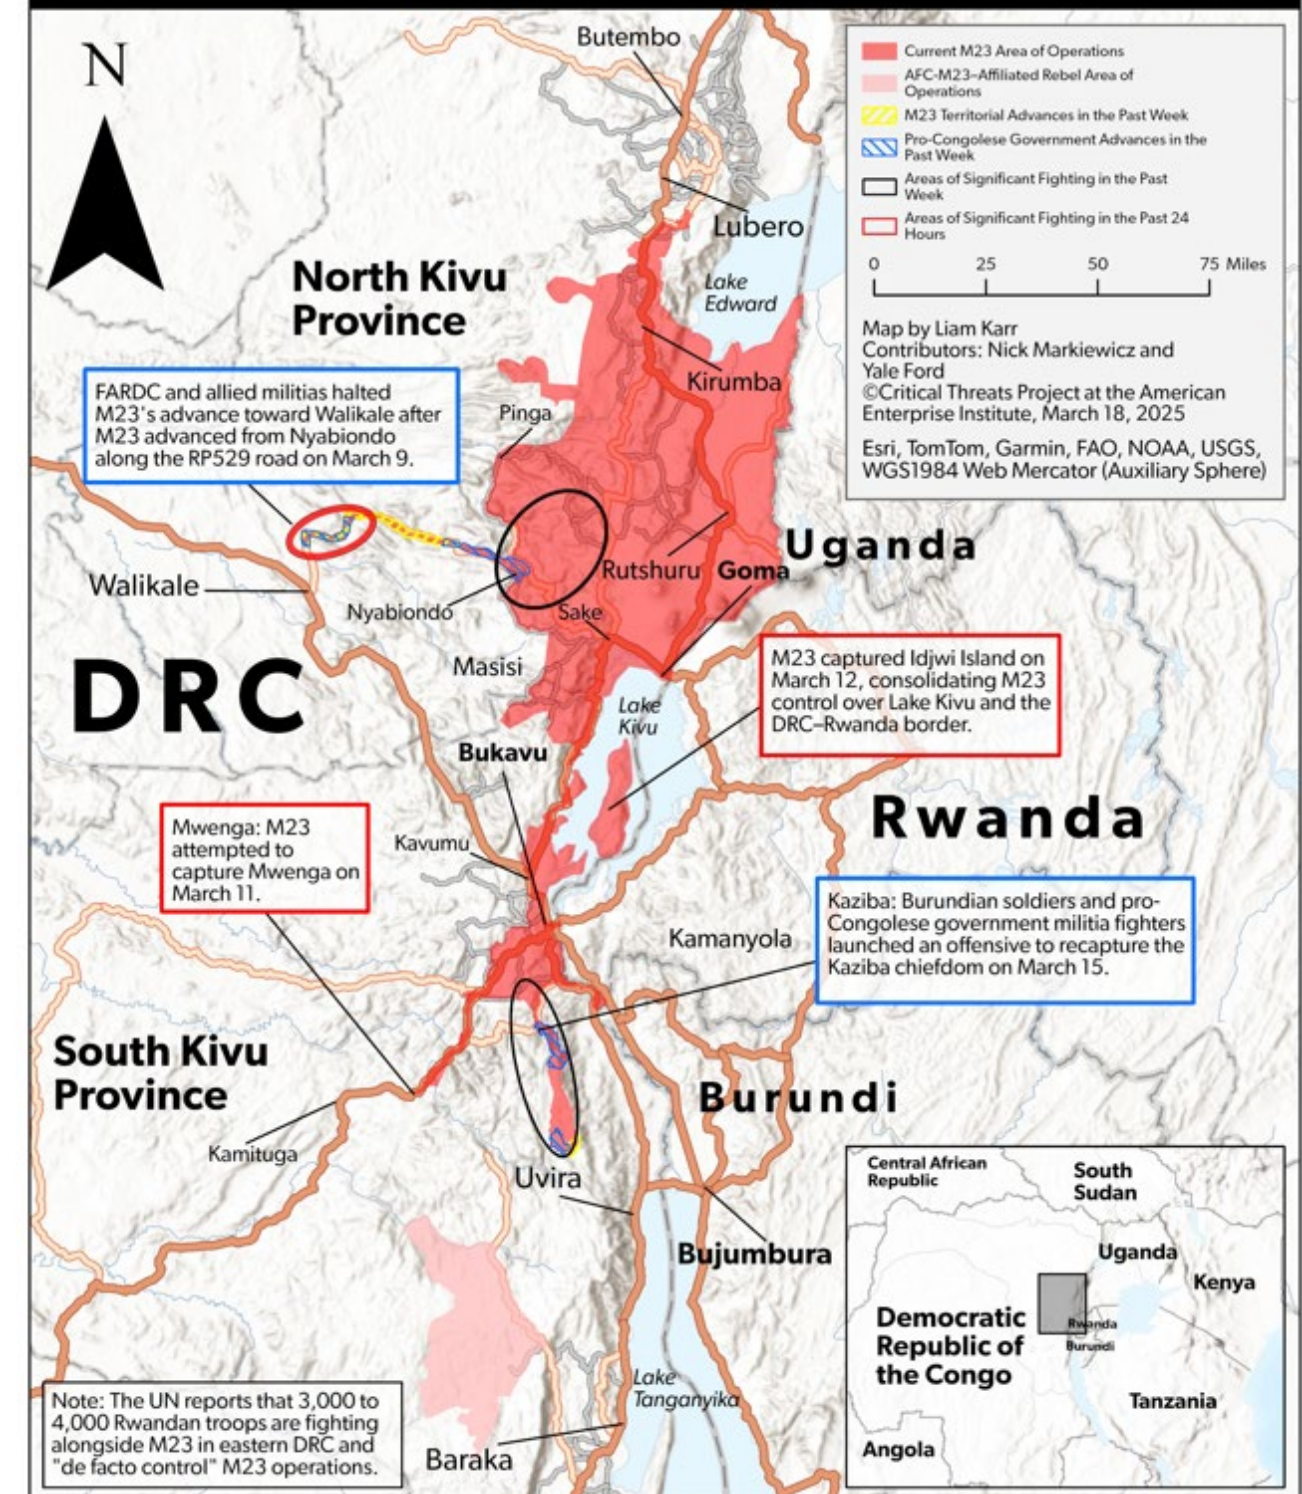 N
Butembo
Lubero
Lake
Edward
North Kivu
Province
Kirumba
Pinga
Current M23 Area of Operations
AFC-M23–Affiliated Rebel Area of
Operations
M23 Territorial Advances in the Past Week
Pro-Congolese Government Advances in the
Past Week
Areas of Significant Fighting in the Past
Week
Areas of Significant Fighting in the Past 24
Hours
0 25 50 75 Miles
Map by Liam Karr
Contributors: Nick Markiewicz and
Yale Ford
©Critical Threats Project at the American
Enterprise Institute, March 18, 2025
Esri, TomTom, Garmin, FAO, NOAA, USGS,
WGS1984 Web Mercator (Auxiliary Sphere)
FARDC and allied militias halted
M23's advance toward Walikale after
M23 advanced from Nyabiondo
along the RP529 road on March 9.
Uganda
Walikale
Rutshuru
Goma
Nyabiondo
Sake
DRC
Masisi
M23 captured Idjwi Island on
March 12, consolidating M23
control over Lake Kivu and the
DRC–Rwanda border.
Lake
Kivu
Bukavu
Rwanda
Mwenga: M23
attempted to
capture Mwenga on
March 11.
Kavumu
Kaziba: Burundian soldiers and pro-
Congolese government militia fighters
launched an offensive to recapture the
Kaziba chiefdom on March 15.
Kamanyola
South Kivu
Province
Burundi
Kamituga
Uvira
Bujumbura
Lake
Tanganyika
Baraka
Note: The UN reports that 3,000 to
4,000 Rwandan troops are fighting
alongside M23 in eastern DRC and
"de facto control" M23 operations.
Central African
Republic
South
Sudan
Uganda
Kenya
Democratic
Republic of
the Congo
Rwanda
Burundi
Tanzania
Angola